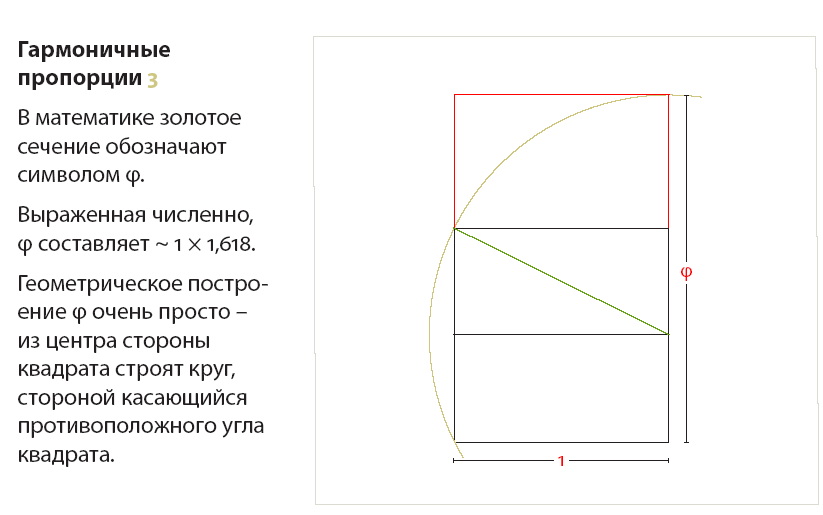 Гармоничные
пропорции 3
В математике золотое
сечение обозначают
символом φ.
Выраженная численно,
φ составляет ~ 1 × 1,618.
Геометрическое постро-
ение φ очень просто –
из центра стороны
квадрата строят круг,
стороной касающийся
противоположного угла
квадрата.
φ
1